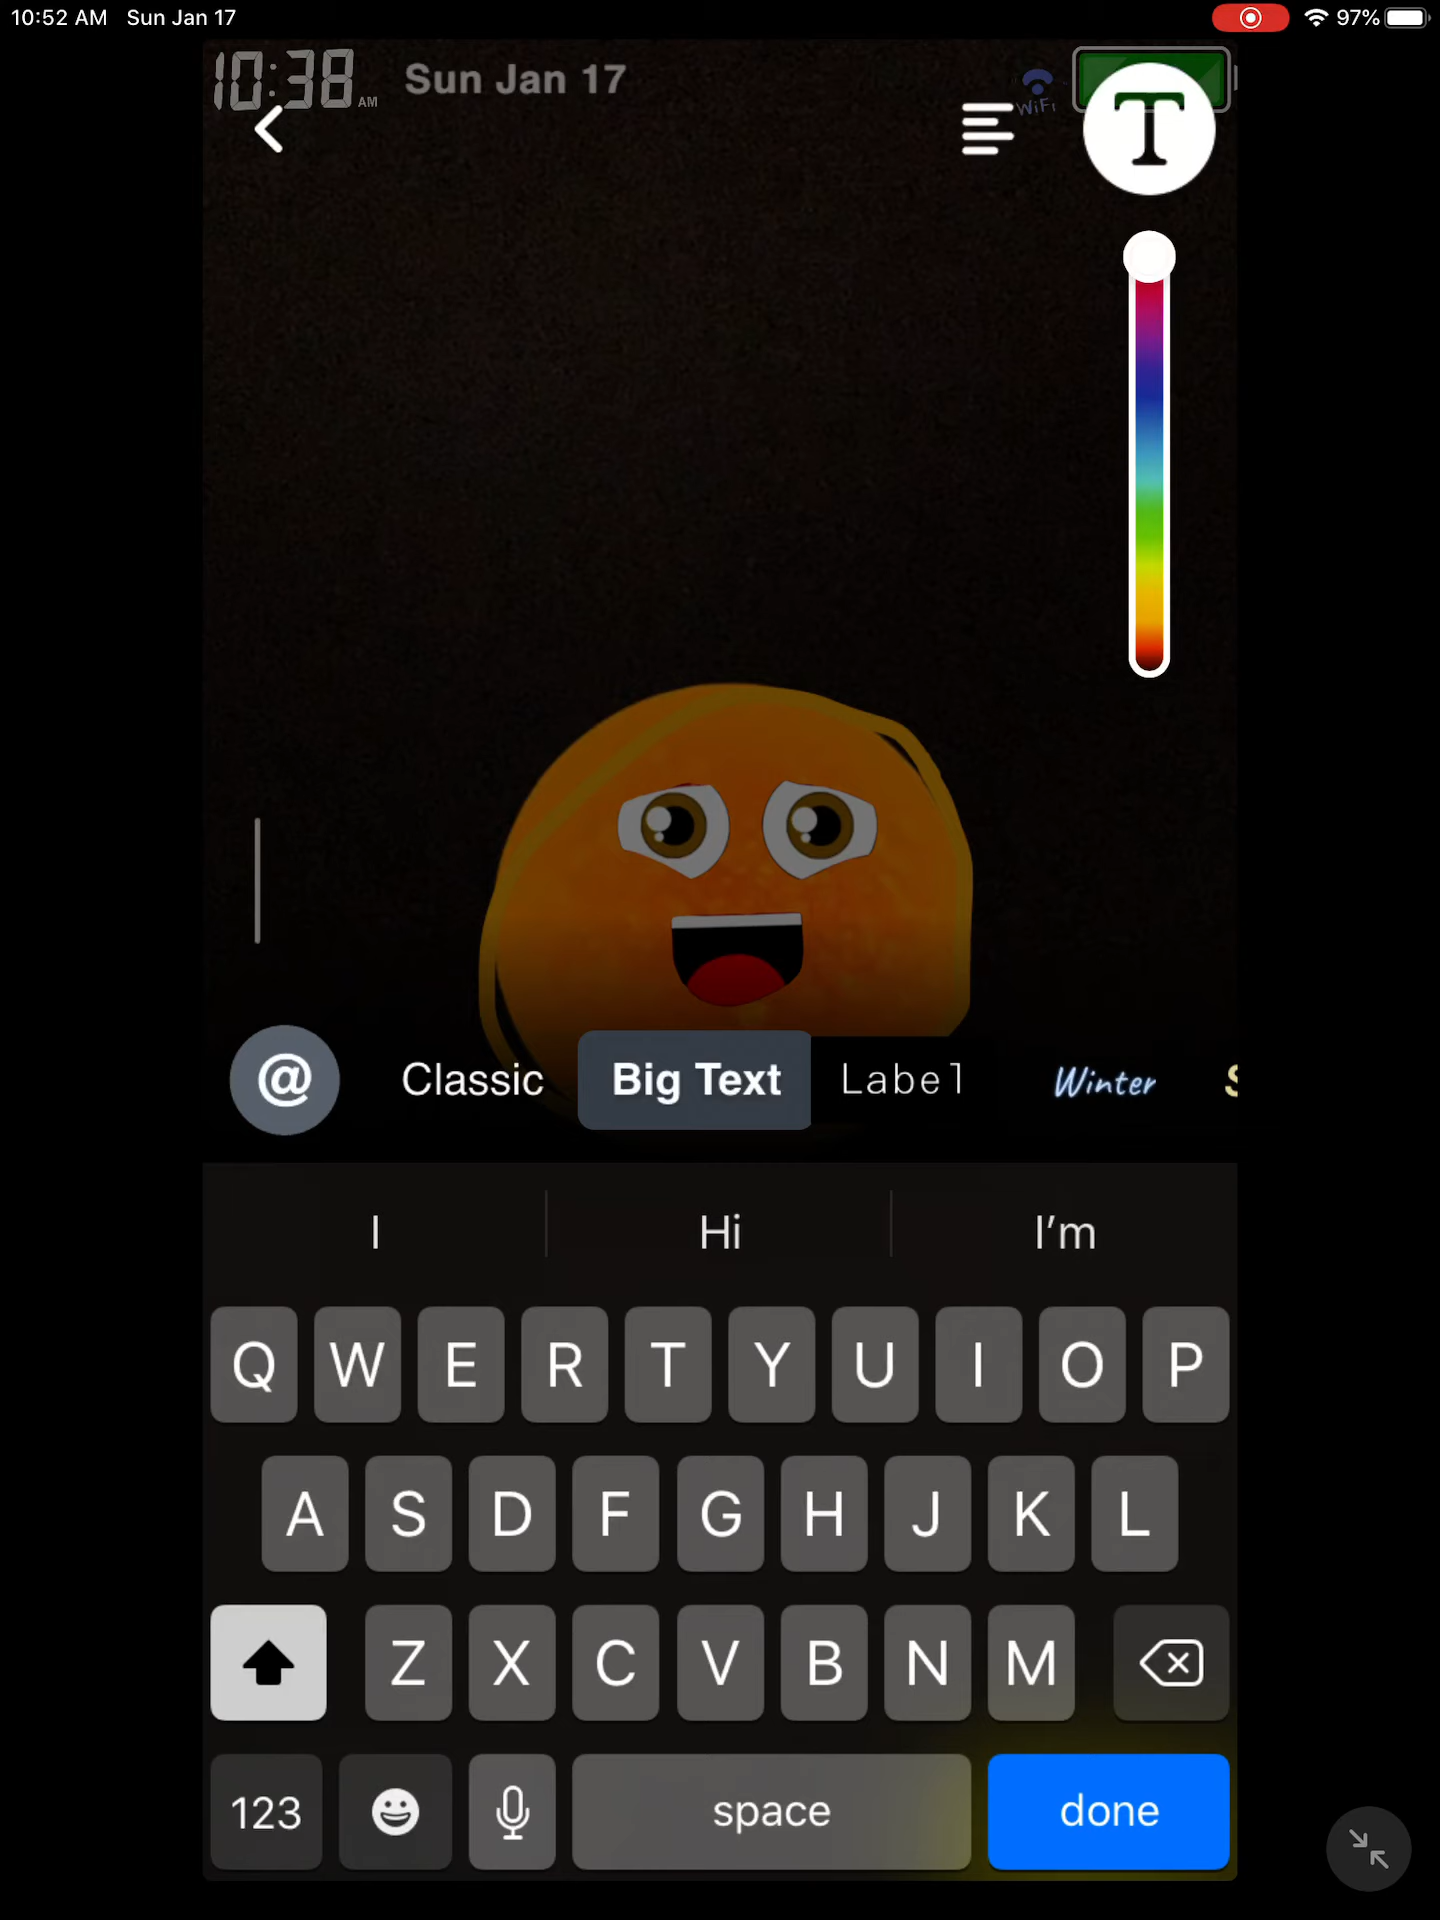 10:52 AM Sun Jan 17 97%
10:38 AM Sun Jan 17
WiFi
T
@ Classic Big Text Label Winter S
I Hi I'm
Q W E R T Y U I O P
A S D F G H J K L
Z X C V B N M
123 space done